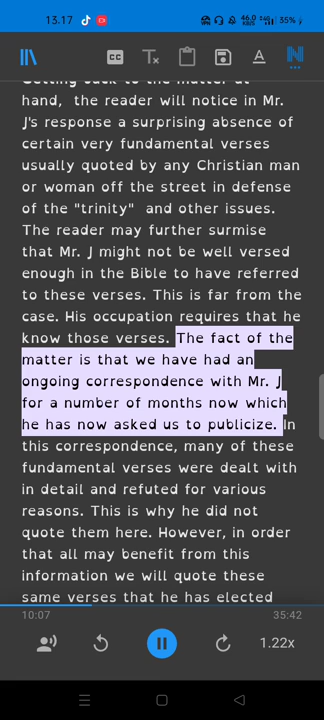 13.17
46.0 KB/S
35%
CC
Getting back to the matter at
hand, the reader will notice in Mr.
J's response a surprising absence of
certain very fundamental verses
usually quoted by any Christian man
or woman off the street in defense
of the "trinity" and other issues.
The reader may further surmise
that Mr. J might not be well versed
enough in the Bible to have referred
to these verses. This is far from the
case. His occupation requires that he
know those verses. The fact of the
matter is that we have had an
ongoing correspondence with Mr. J
for a number of months now which
he has now asked us to publicize. In
this correspondence, many of these
fundamental verses were dealt with
in detail and refuted for various
reasons. This is why he did not
quote them here. However, in order
that all may benefit from this
information we will quote these
same verses that he has elected
10:07
35:42
1.22x